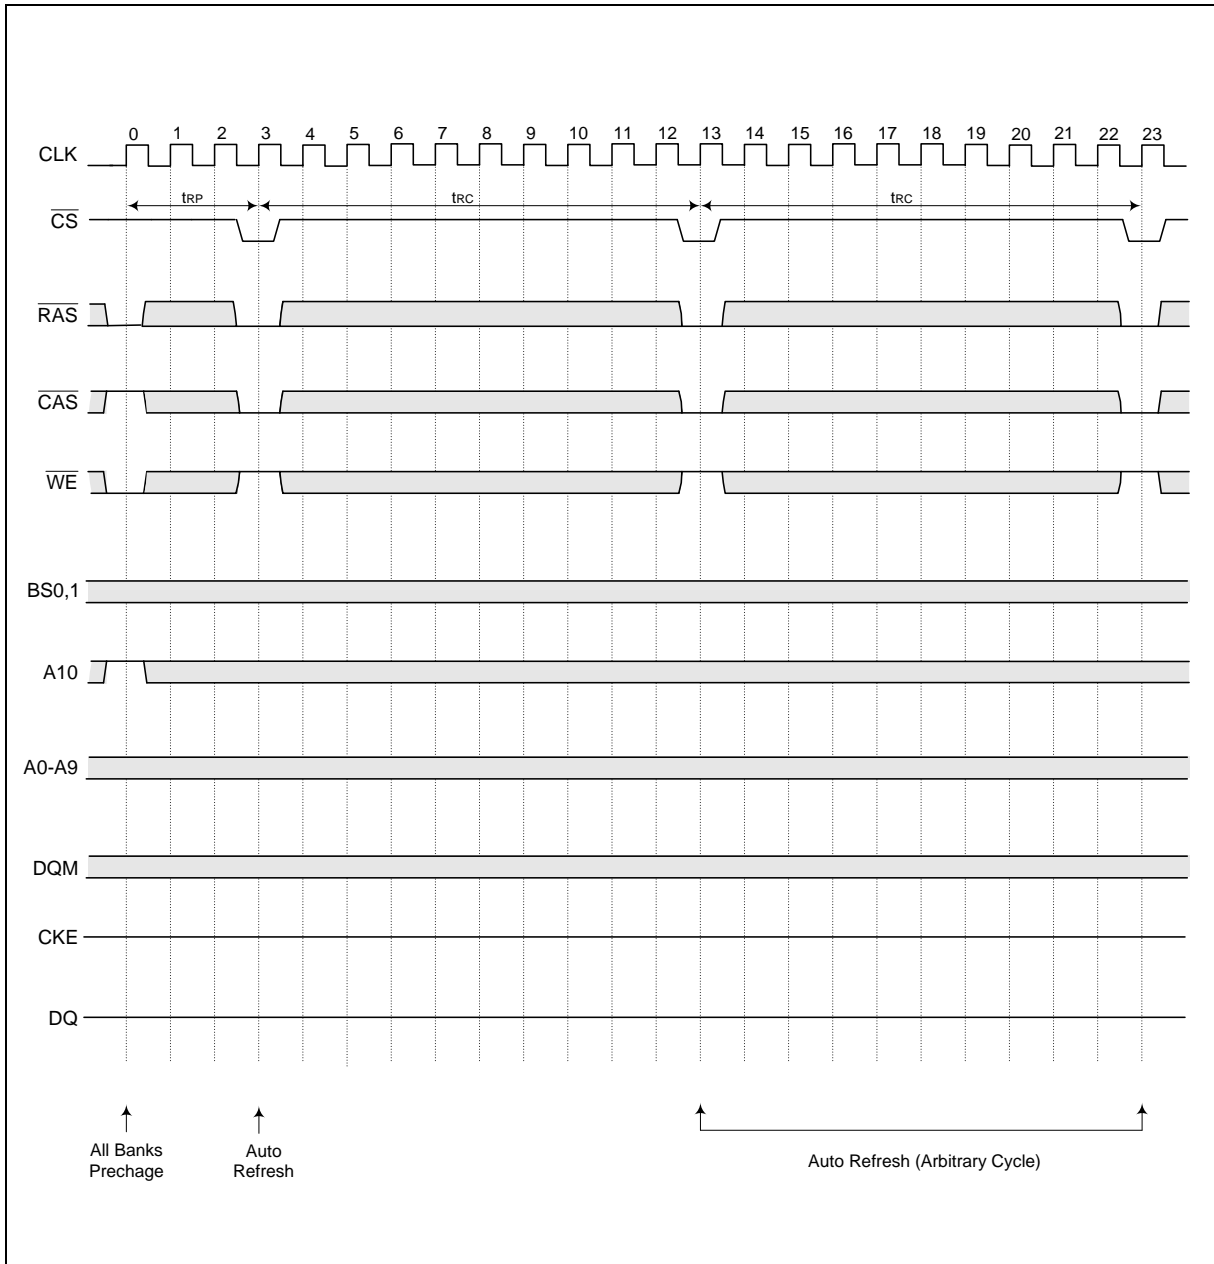 0 1 2 3 4 5 6 7 8 9 10 11 12 13 14 15 16 17 18 19 20 21 22 23
CLK
tRP tRC tRC
CS
RAS
CAS
WE
BS0,1
A10
A0-A9
DQM
CKE
DQ
All Banks
Prechage
Auto
Refresh
Auto Refresh (Arbitrary Cycle)